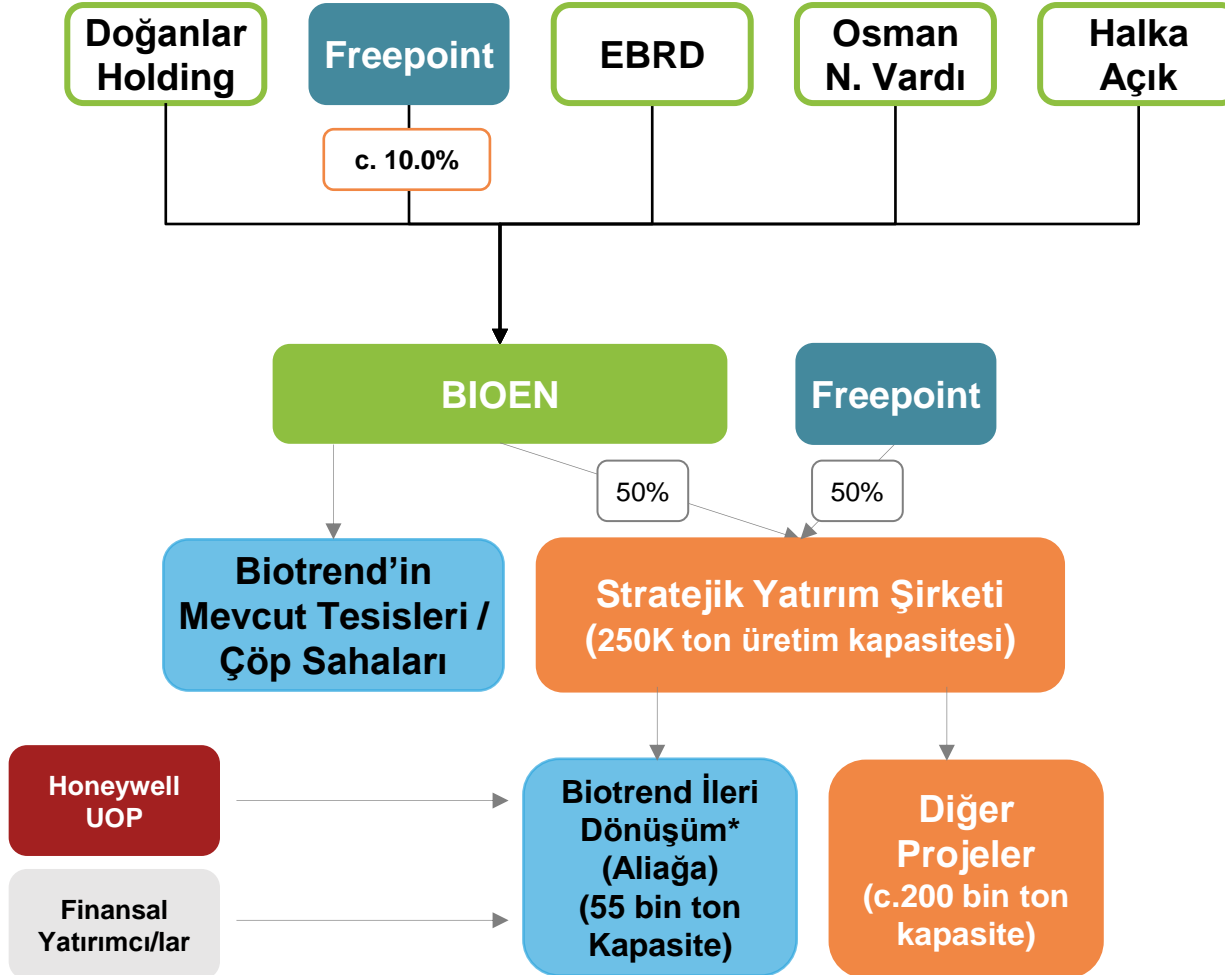 Doğanlar
Holding
Freepoint
EBRD
Osman
N. Vardı
Halka
Açık
c. 10.0%
BIOEN
Freepoint
50%
50%
Biotrend’in
Mevcut Tesisleri /
Çöp Sahaları
Stratejik Yatırım Şirketi
(250K ton üretim kapasitesi)
Honeywell
UOP
Finansal
Yatırımcı/lar
Biotrend İleri
Dönüşüm*
(Aliağa)
(55 bin ton
Kapasite)
Diğer
Projeler
(c.200 bin ton
kapasite)